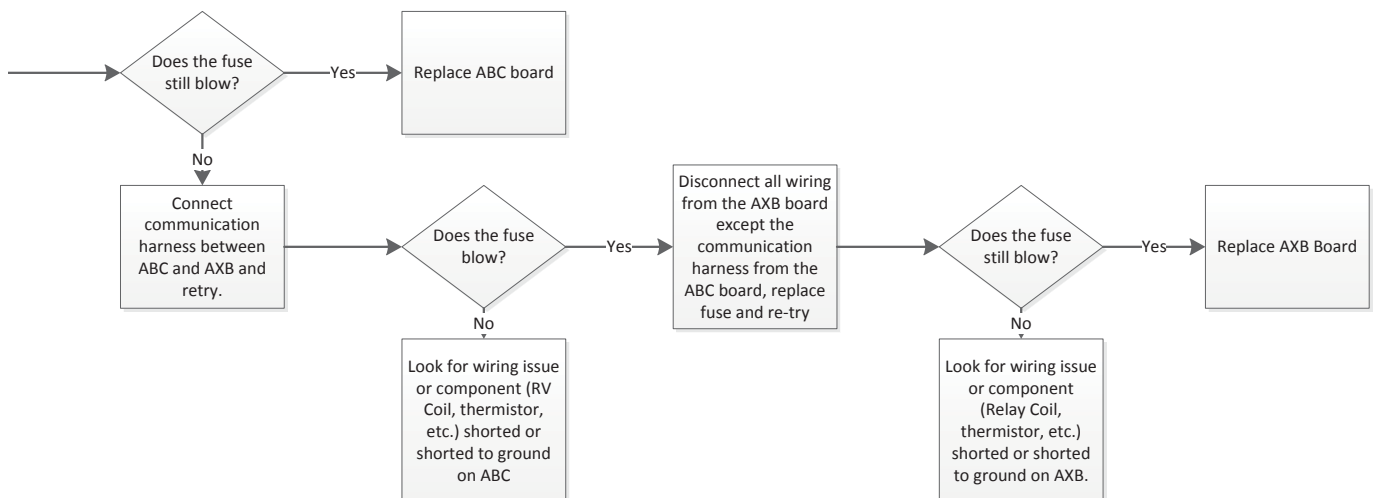 Does the fuse
still blow?
Yes
Replace ABC board
No
Connect
communication
harness between
ABC and AXB and
retry.
Does the fuse
blow?
Yes
Disconnect all wiring
from the AXB board
except the
communication
harness from the
ABC board, replace
fuse and re-try
Does the fuse
still blow?
Yes
Replace AXB Board
No
Look for wiring issue
or component (RV
Coil, thermistor,
etc.) shorted or
shorted to ground
on ABC
No
Look for wiring issue
or component
(Relay Coil,
thermistor, etc.)
shorted or shorted
to ground on AXB.